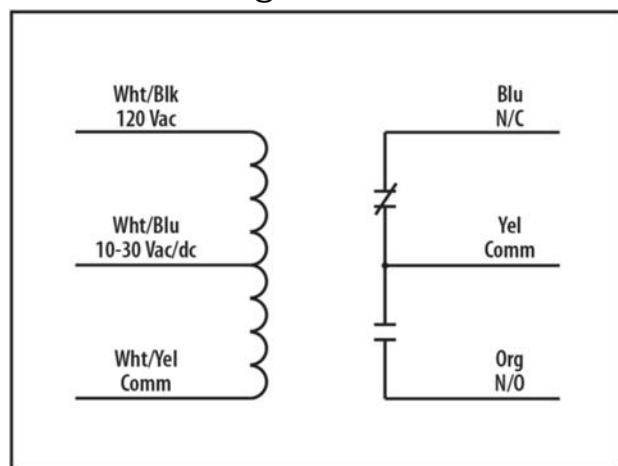 Wht/Blk
120 Vac
Blu
N/C
Wht/Blu
10-30 Vac/dc
Yel
Comm
Wht/Yel
Comm
Org
N/O